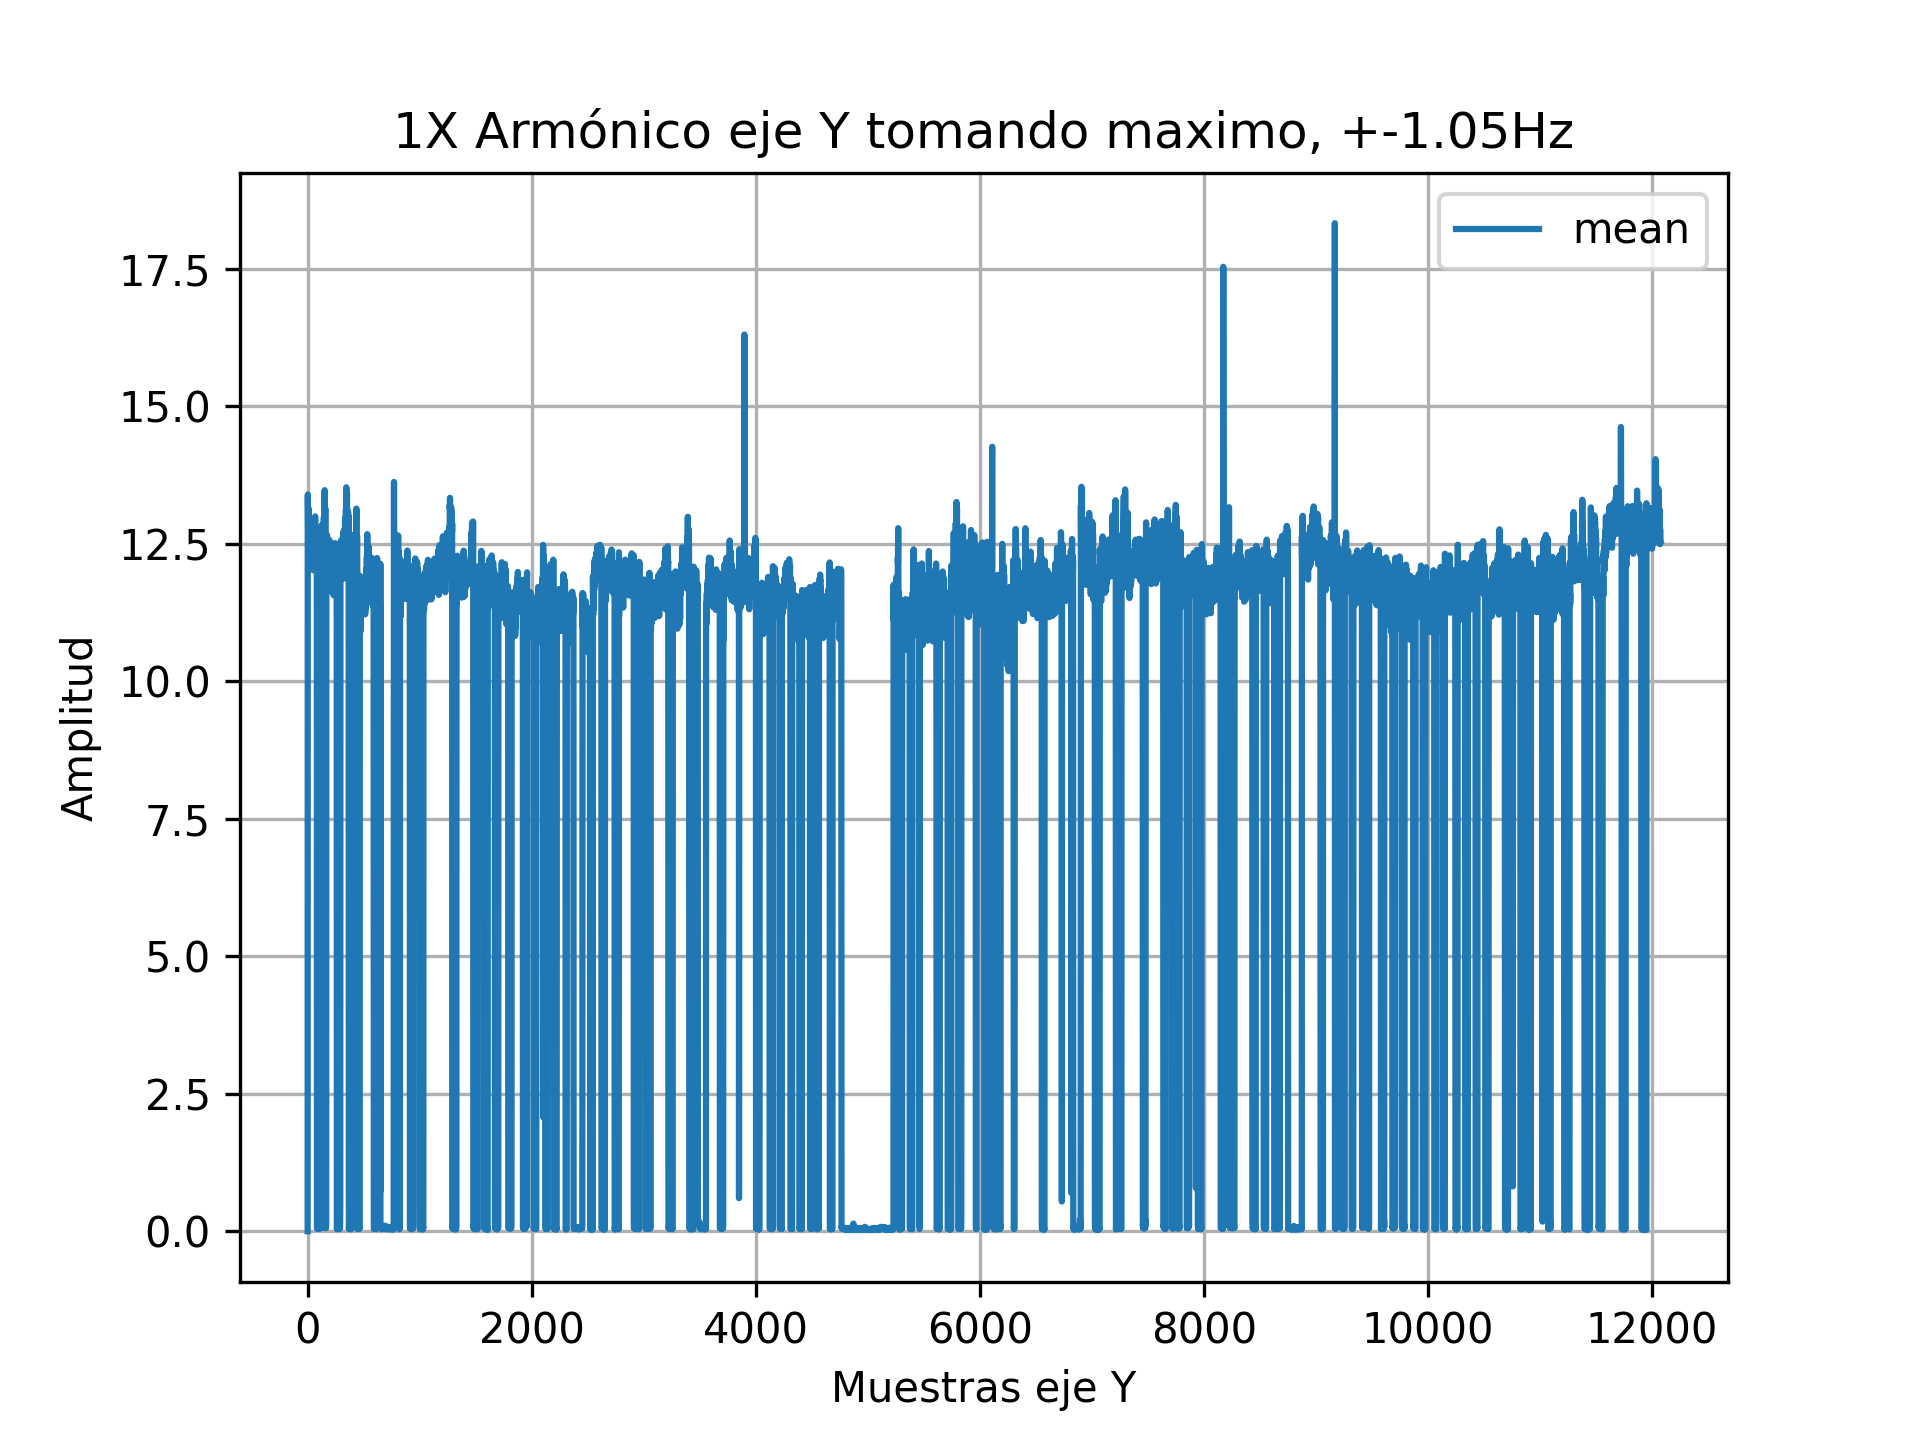 1X Armónico eje Y tomando maximo, +-1.05Hz
mean
17.5
15.0
12.5
10.0
7.5
5.0
2.5
0.0
Amplitud
0 2000 4000 6000 8000 10000 12000
Muestras eje Y